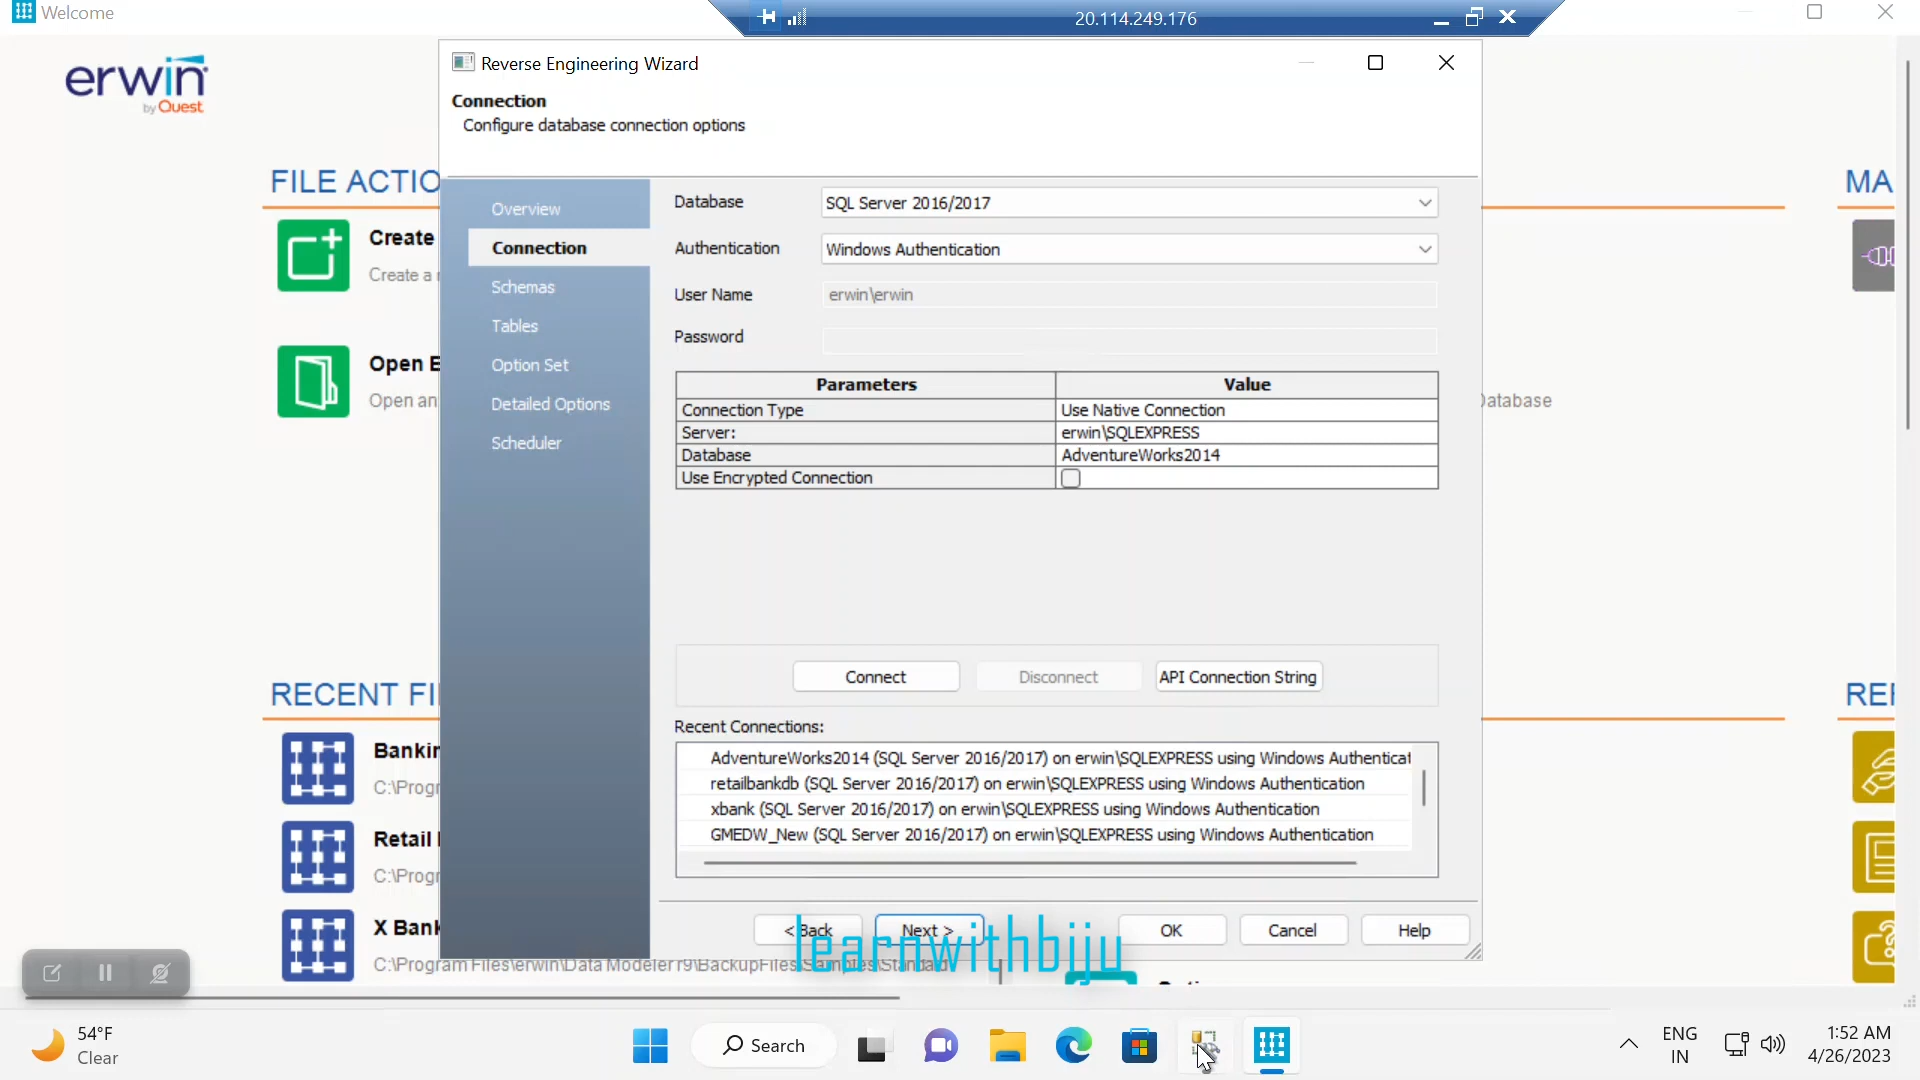 Welcome
20.114.249.176
erwin
by Quest
Reverse Engineering Wizard
Connection
Configure database connection options
FILE ACTIO
MA
Create
Create a
Open E
Open an
Database
Overview
Connection
Schemas
Tables
Option Set
Detailed Options
Scheduler
Database SQL Server 2016/2017
Authentication Windows Authentication
User Name erwin\erwin
Password
Parameters Value
Connection Type Use Native Connection
Server: erwin\SQLEXPRESS
Database AdventureWorks2014
Use Encrypted Connection
Connect Disconnect API Connection String
Recent Connections:
AdventureWorks2014 (SQL Server 2016/2017) on erwin\SQLEXPRESS using Windows Authenticat
retailbankdb (SQL Server 2016/2017) on erwin\SQLEXPRESS using Windows Authentication
xbank (SQL Server 2016/2017) on erwin\SQLEXPRESS using Windows Authentication
GMEDW_New (SQL Server 2016/2017) on erwin\SQLEXPRESS using Windows Authentication
< Back Next > OK Cancel Help
learnwithbiju
RECENT FI
REF
Bankin
C:\Progr
Retail
C:\Progr
X Bank
C:\Program Files\erwin\Data Modeler r9\BackupFiles\Samples\Standard
54°F
Clear
Search
ENG
IN
1:52 AM
4/26/2023